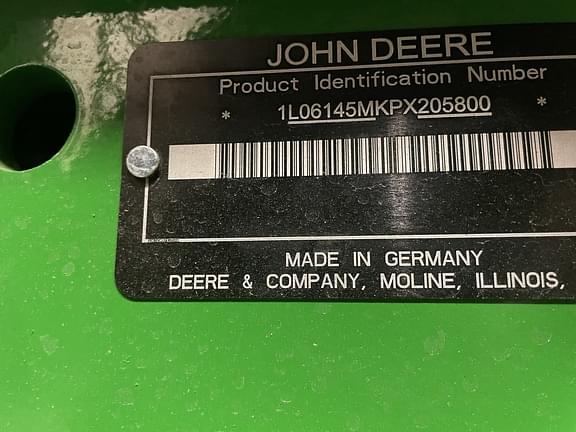 JOHN DEERE
Product Identification Number
* 1L06145MKPX205800 *
MADE IN GERMANY
DEERE & COMPANY, MOLINE, ILLINOIS,